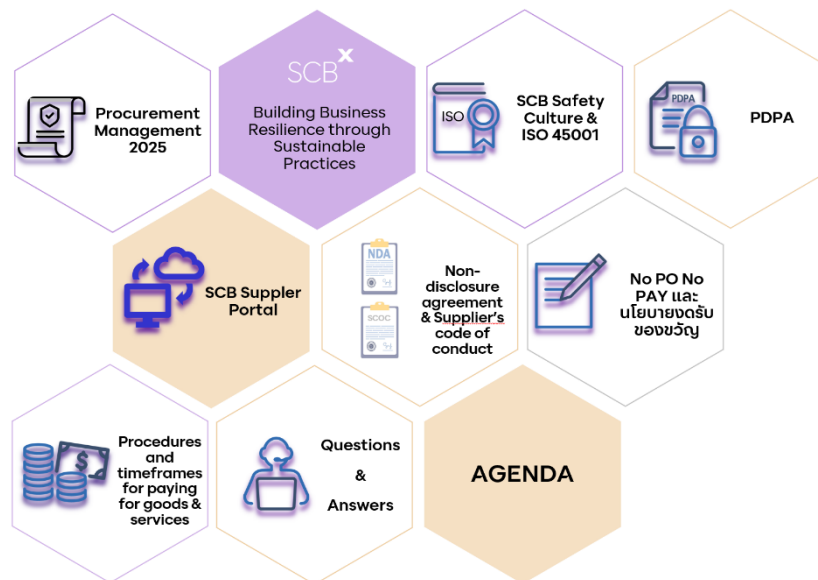 Procurement
Management
2025
SCB X
Building Business
Resilience through
Sustainable
Practices
ISO
SCB Safety
Culture &
ISO 45001
PDPA
PDPA
SCB Suppler
Portal
NDA
SCOC
Non-
disclosure
agreement
& Supplier's
code of
conduct
No PO No
PAY และ
นโยบายงดรับ
ของขวัญ
$
Procedures
and
timeframes
for paying
for goods &
services
Questions
&
Answers
AGENDA